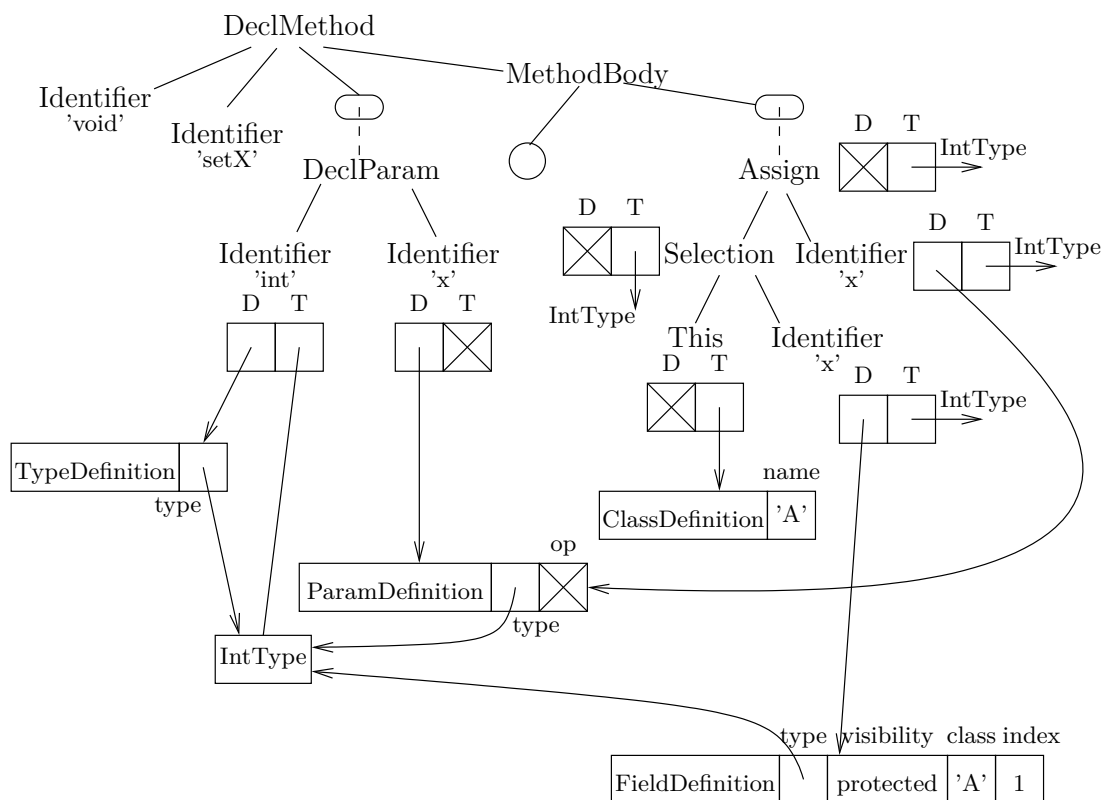 DeclMethod
MethodBody
Identifier
'void'
Identifier
'setX'
D T
IntType
DeclParam
Assign
D T
D T
IntType
Identifier
'int'
Identifier
'x'
Selection
Identifier
'x'
D T
D T
IntType
This
Identifier
'x'
D T
D T
IntType
TypeDefinition
type
name
ClassDefinition 'A'
op
ParamDefinition
type
IntType
type visibility class index
FieldDefinition protected 'A' 1